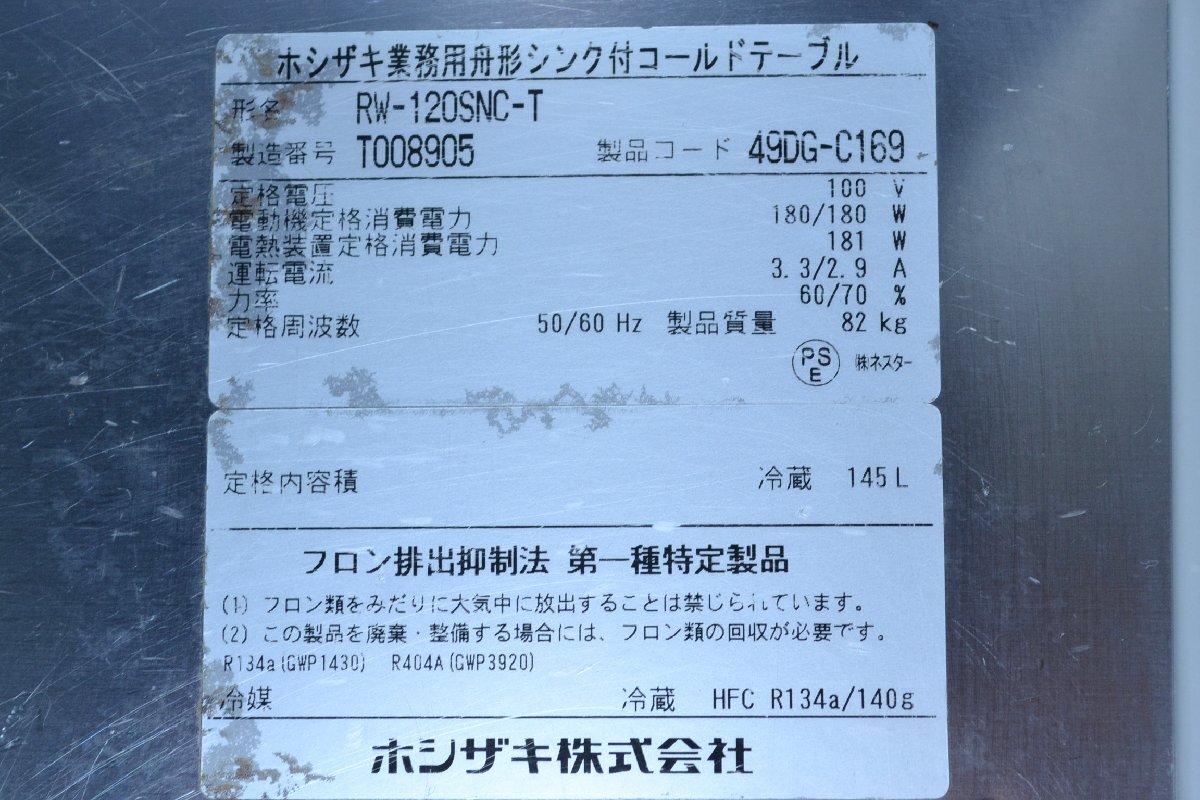 ホシザキ業務用舟形シンク付コールドテーブル
形名 RW-120SNC-T
製造番号 T008905 製品コード 49DG-C169
定格電圧 100 V
電動機定格消費電力 180/180 W
電熱装置定格消費電力 181 W
運転電流 3.3/2.9 A
力率 60/70 %
定格周波数 50/60 Hz 製品質量 82 kg
PS E ㈱ネスター
定格内容積 冷蔵 145L
フロン排出抑制法 第一種特定製品
(1) フロン類をみだりに大気中に放出することは禁じられています。
(2) この製品を廃棄・整備する場合には、フロン類の回収が必要です。
R134a(GWP1430) R404A(GWP3920)
冷媒 冷蔵 HFC R134a/140g
ホシザキ株式会社